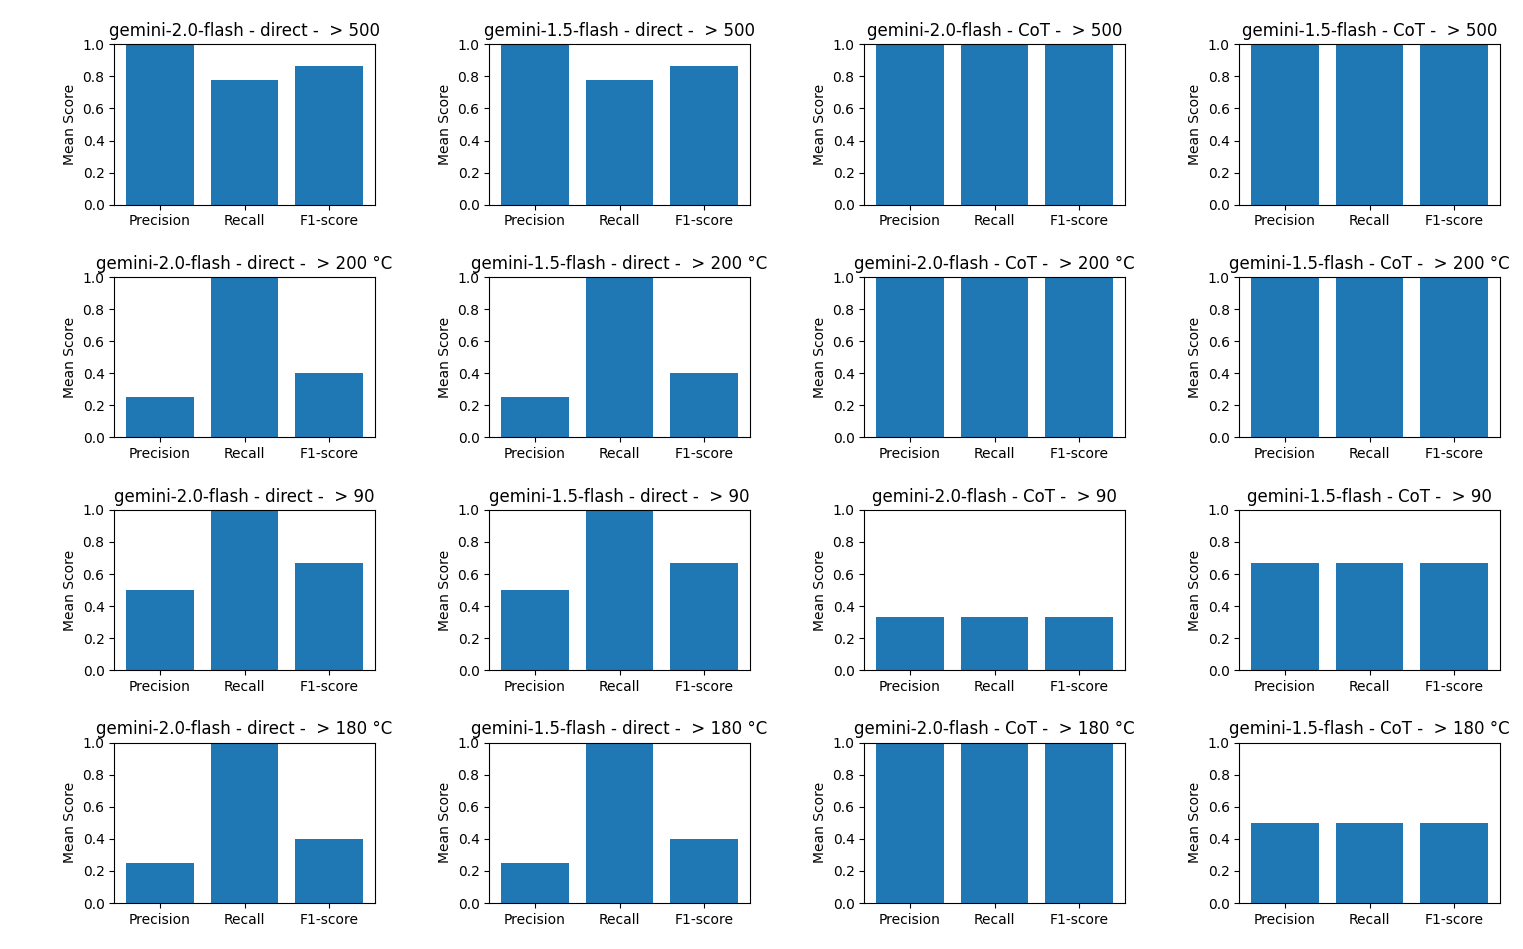 gemini-2.0-flash - direct -  > 500
1.0
0.8
0.6
0.4
0.2
0.0
Mean Score
Precision Recall F1-score
gemini-1.5-flash - direct -  > 500
1.0
0.8
0.6
0.4
0.2
0.0
Mean Score
Precision Recall F1-score
gemini-2.0-flash - CoT -  > 500
1.0
0.8
0.6
0.4
0.2
0.0
Mean Score
Precision Recall F1-score
gemini-1.5-flash - CoT -  > 500
1.0
0.8
0.6
0.4
0.2
0.0
Mean Score
Precision Recall F1-score
gemini-2.0-flash - direct -  > 200 °C
1.0
0.8
0.6
0.4
0.2
0.0
Mean Score
Precision Recall F1-score
gemini-1.5-flash - direct -  > 200 °C
1.0
0.8
0.6
0.4
0.2
0.0
Mean Score
Precision Recall F1-score
gemini-2.0-flash - CoT -  > 200 °C
1.0
0.8
0.6
0.4
0.2
0.0
Mean Score
Precision Recall F1-score
gemini-1.5-flash - CoT -  > 200 °C
1.0
0.8
0.6
0.4
0.2
0.0
Mean Score
Precision Recall F1-score
gemini-2.0-flash - direct -  > 90
1.0
0.8
0.6
0.4
0.2
0.0
Mean Score
Precision Recall F1-score
gemini-1.5-flash - direct -  > 90
1.0
0.8
0.6
0.4
0.2
0.0
Mean Score
Precision Recall F1-score
gemini-2.0-flash - CoT -  > 90
1.0
0.8
0.6
0.4
0.2
0.0
Mean Score
Precision Recall F1-score
gemini-1.5-flash - CoT -  > 90
1.0
0.8
0.6
0.4
0.2
0.0
Mean Score
Precision Recall F1-score
gemini-2.0-flash - direct -  > 180 °C
1.0
0.8
0.6
0.4
0.2
0.0
Mean Score
Precision Recall F1-score
gemini-1.5-flash - direct -  > 180 °C
1.0
0.8
0.6
0.4
0.2
0.0
Mean Score
Precision Recall F1-score
gemini-2.0-flash - CoT -  > 180 °C
1.0
0.8
0.6
0.4
0.2
0.0
Mean Score
Precision Recall F1-score
gemini-1.5-flash - CoT -  > 180 °C
1.0
0.8
0.6
0.4
0.2
0.0
Mean Score
Precision Recall F1-score